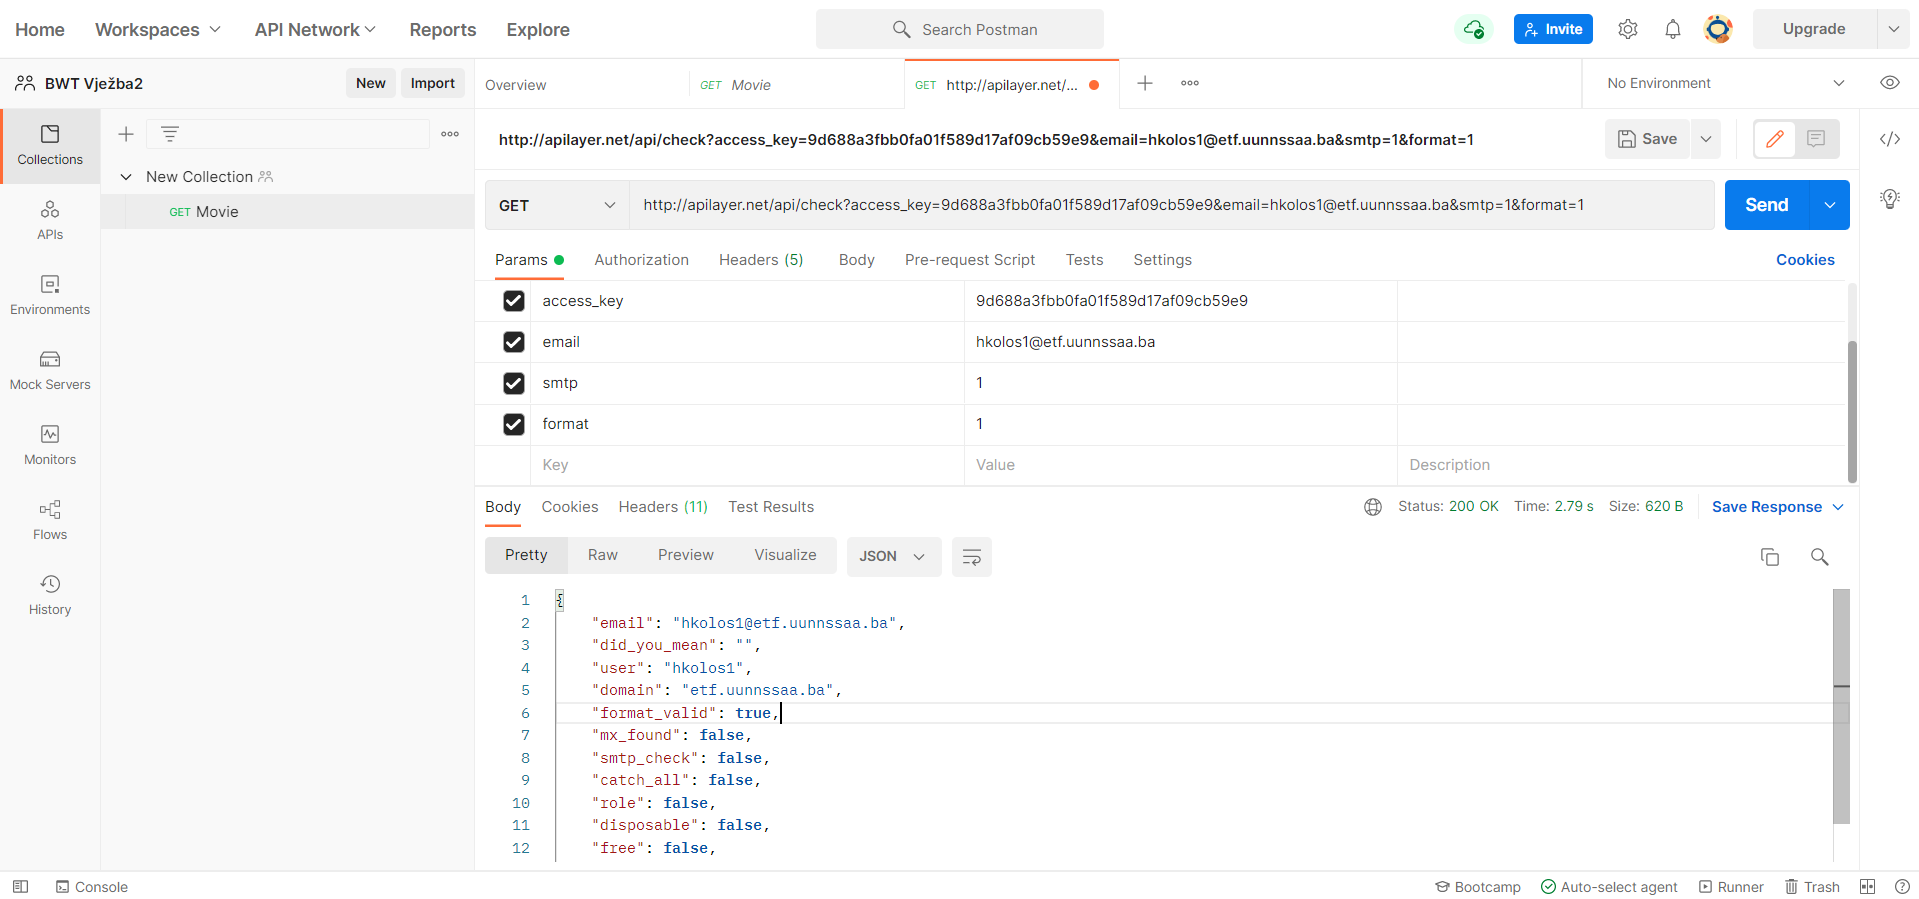 Home Workspaces API Network Reports Explore Search Postman Invite Upgrade
BWT Vježba2 New Import Overview GET Movie GET http://apilayer.net/... No Environment
Collections
New Collection
GET Movie
APIs
Environments
Mock Servers
Monitors
Flows
History
http://apilayer.net/api/check?access_key=9d688a3fbb0fa01f589d17af09cb59e9&email=hkolos1@etf.uunnssaa.ba&smtp=1&format=1 Save
GET http://apilayer.net/api/check?access_key=9d688a3fbb0fa01f589d17af09cb59e9&email=hkolos1@etf.uunnssaa.ba&smtp=1&format=1 Send
Params Authorization Headers (5) Body Pre-request Script Tests Settings Cookies
access_key 9d688a3fbb0fa01f589d17af09cb59e9
email hkolos1@etf.uunnssaa.ba
smtp 1
format 1
Key Value Description
Body Cookies Headers (11) Test Results Status: 200 OK Time: 2.79 s Size: 620 B Save Response
Pretty Raw Preview Visualize JSON
1 {
2 "email": "hkolos1@etf.uunnssaa.ba",
3 "did_you_mean": "",
4 "user": "hkolos1",
5 "domain": "etf.uunnssaa.ba",
6 "format_valid": true,
7 "mx_found": false,
8 "smtp_check": false,
9 "catch_all": false,
10 "role": false,
11 "disposable": false,
12 "free": false,
Console Bootcamp Auto-select agent Runner Trash